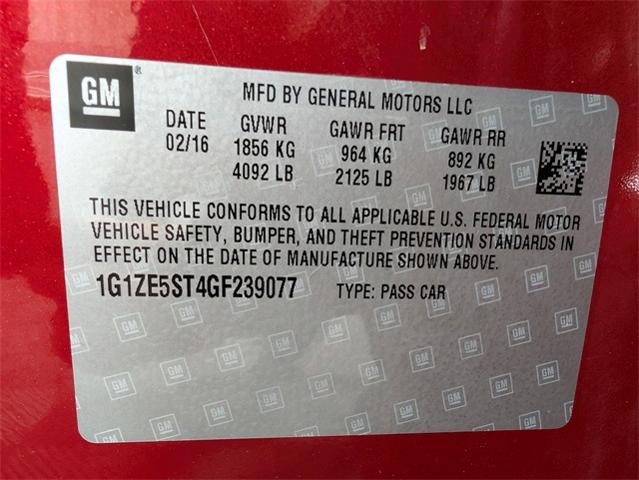 GM
MFD BY GENERAL MOTORS LLC
DATE GVWR GAWR FRT GAWR RR
02/16 1856 KG 964 KG 892 KG
4092 LB 2125 LB 1967 LB
THIS VEHICLE CONFORMS TO ALL APPLICABLE U.S. FEDERAL MOTOR
VEHICLE SAFETY, BUMPER, AND THEFT PREVENTION STANDARDS IN
EFFECT ON THE DATE OF MANUFACTURE SHOWN ABOVE.
1G1ZE5ST4GF239077 TYPE: PASS CAR